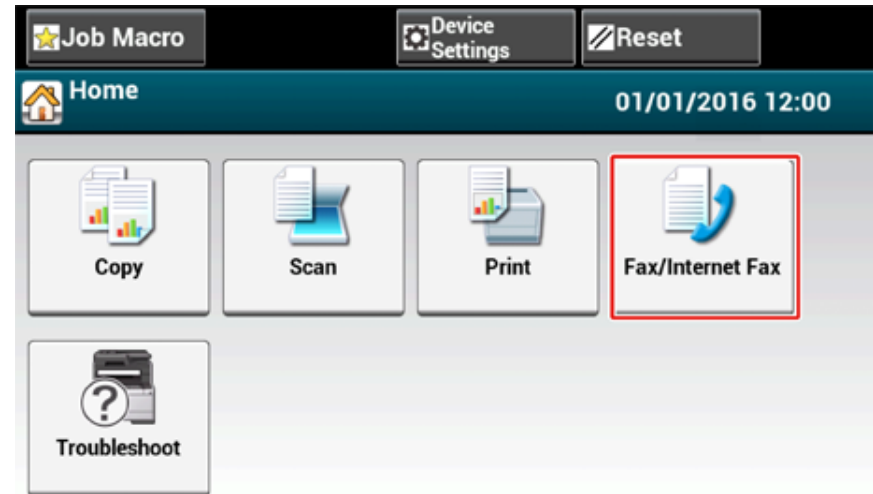 Job Macro
Device
Settings
Reset
Home
01/01/2016 12:00
Copy
Scan
Print
Fax/Internet Fax
Troubleshoot